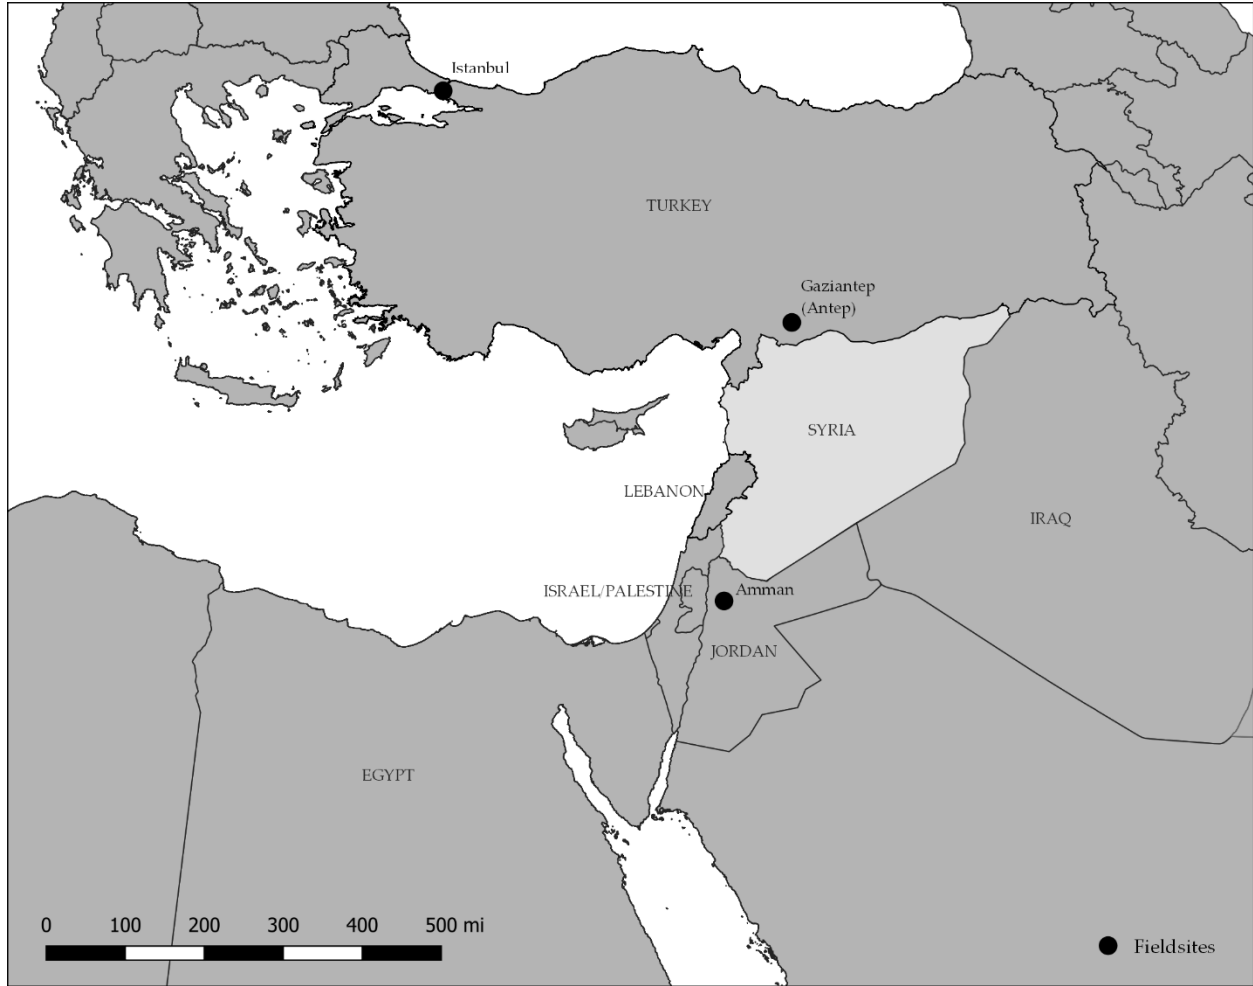 Istanbul
TURKEY
Gaziantep
(Antep)
SYRIA
LEBANON
IRAQ
ISRAEL/PALESTINE
Amman
JORDAN
EGYPT
0 100 200 300 400 500 mi
Fieldsites